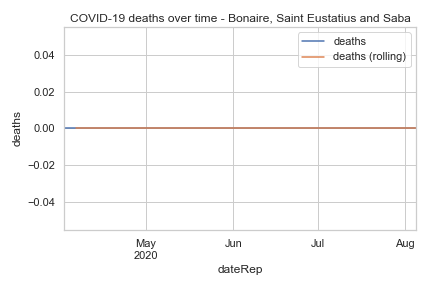 COVID-19 deaths over time - Bonaire, Saint Eustatius and Saba
deaths
deaths (rolling)
0.04
0.02
0.00
−0.02
−0.04
deaths
May
2020
Jun
Jul
Aug
dateRep